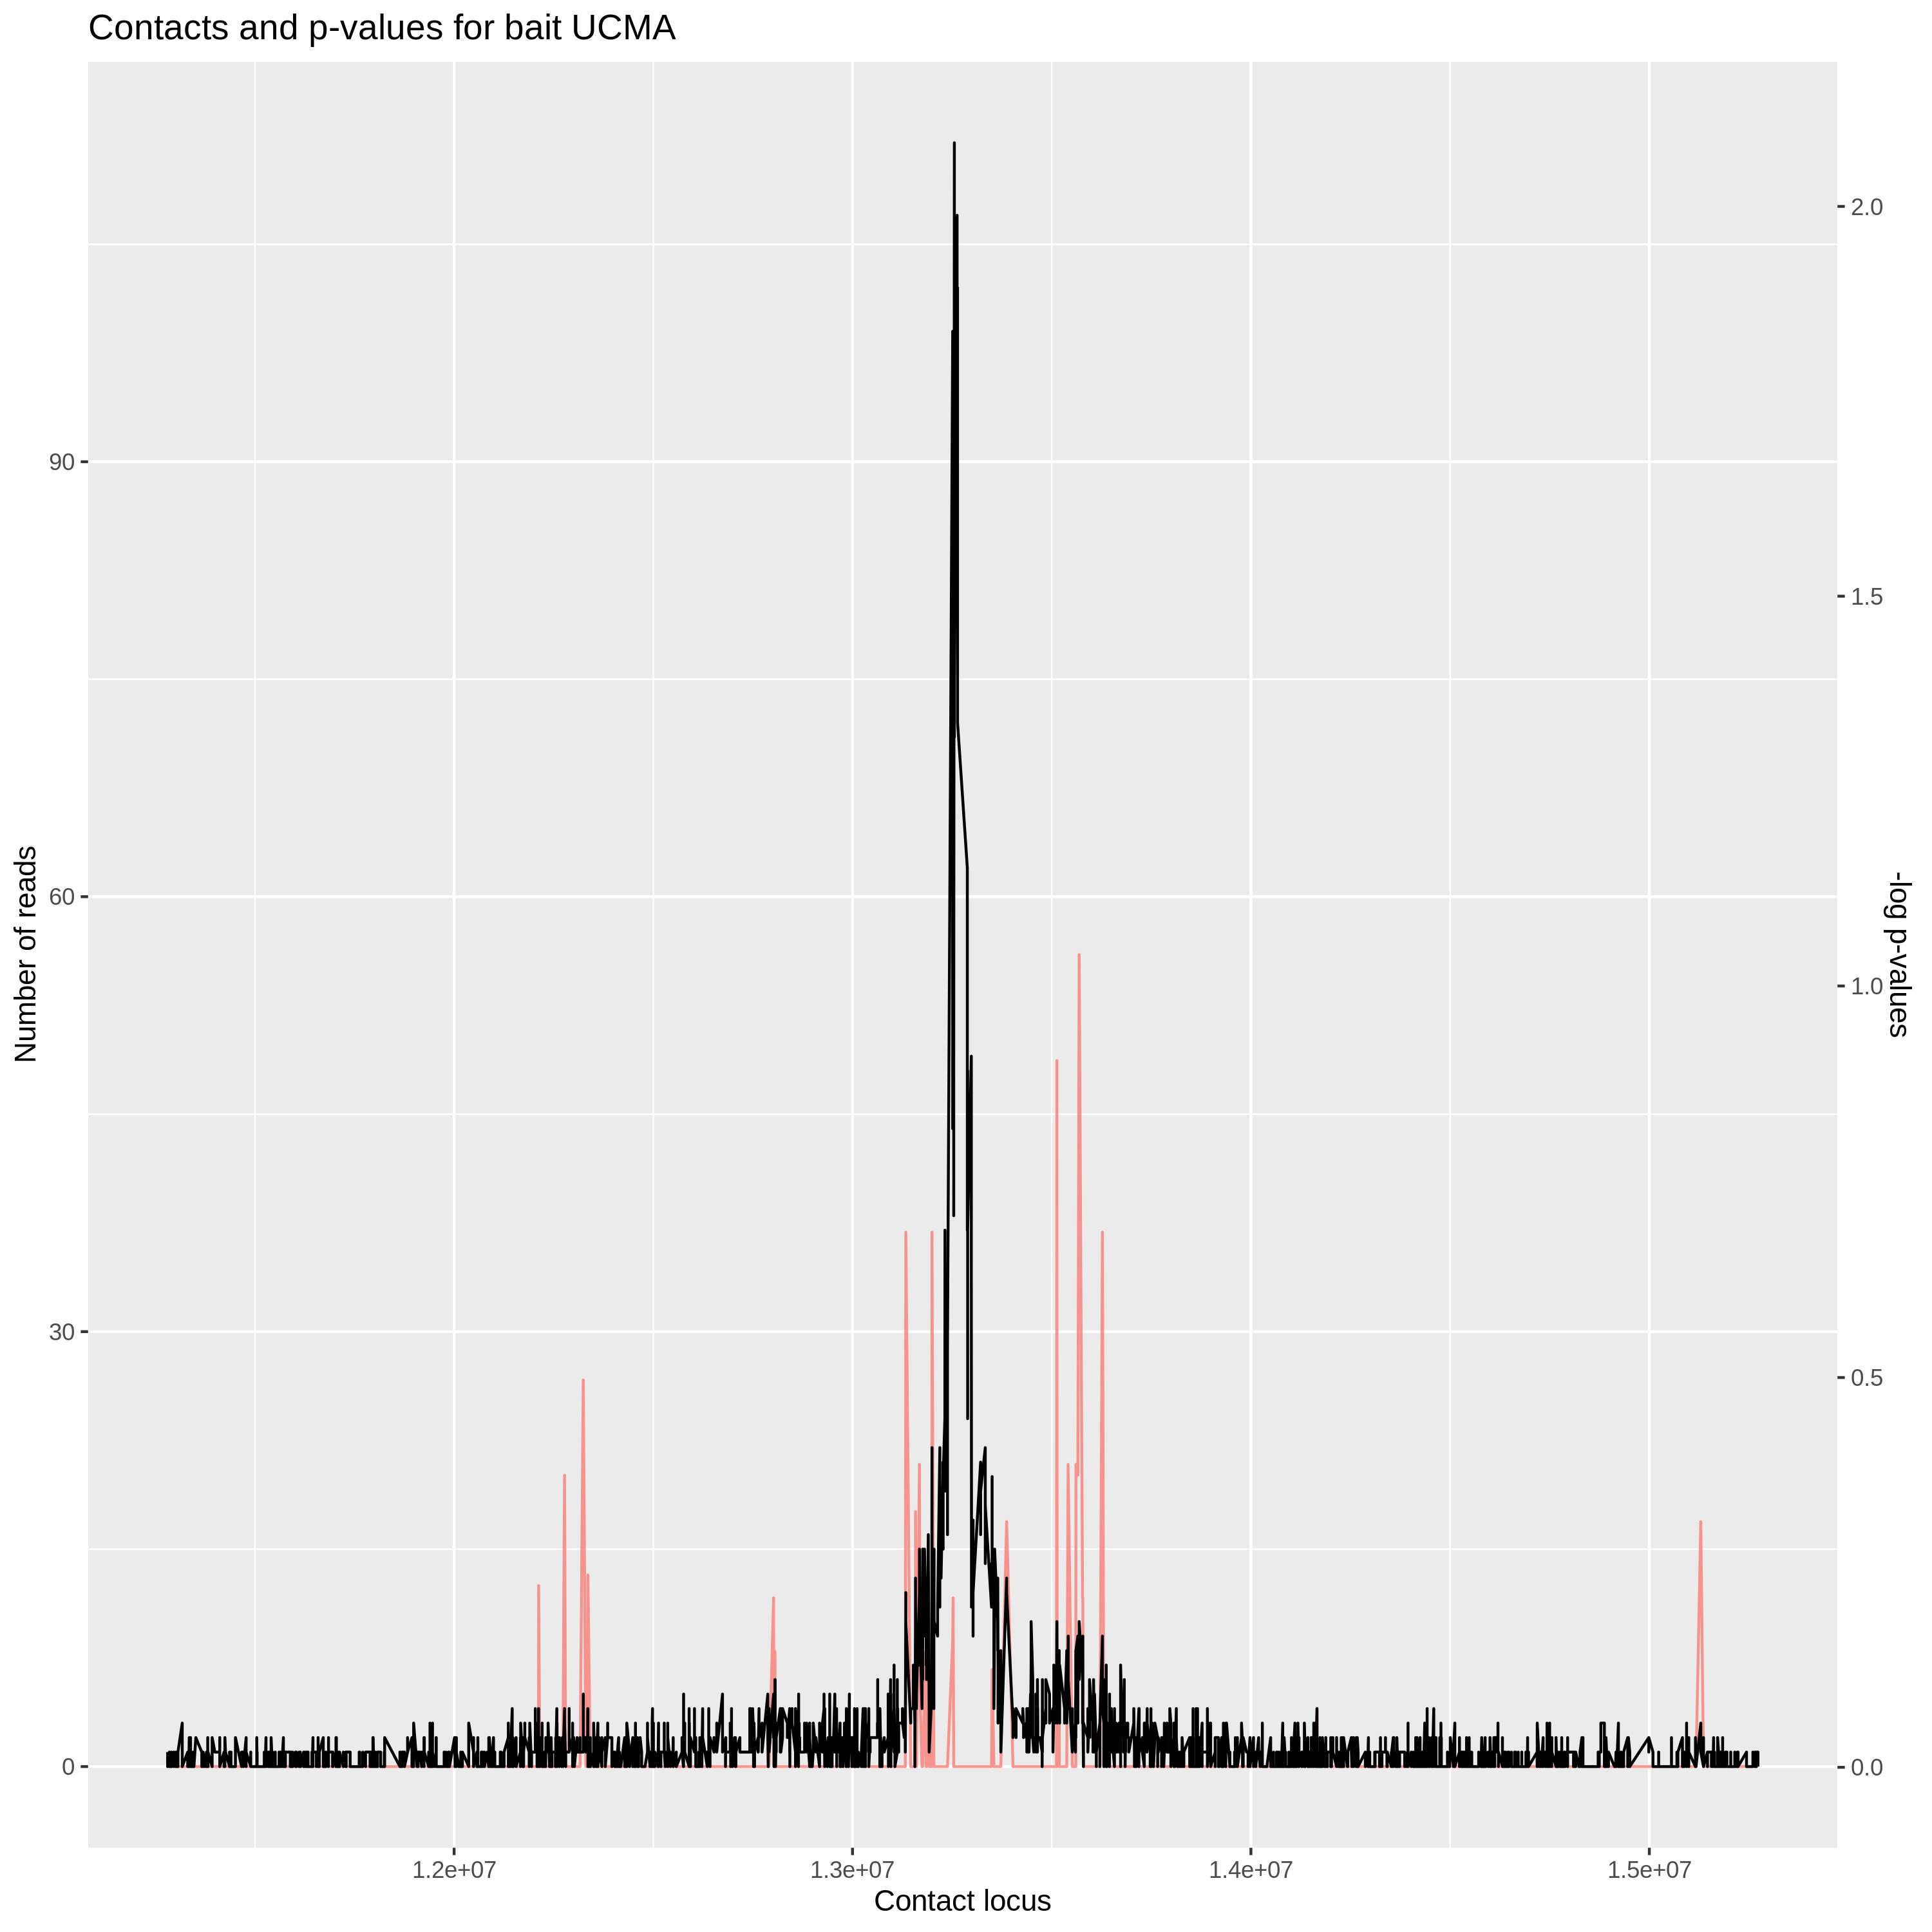 Contacts and p-values for bait UCMA
Number of reads
90
60
30
0
2.0
1.5
1.0
0.5
0.0
-log p-values
1.2e+07
1.3e+07
1.4e+07
1.5e+07
Contact locus